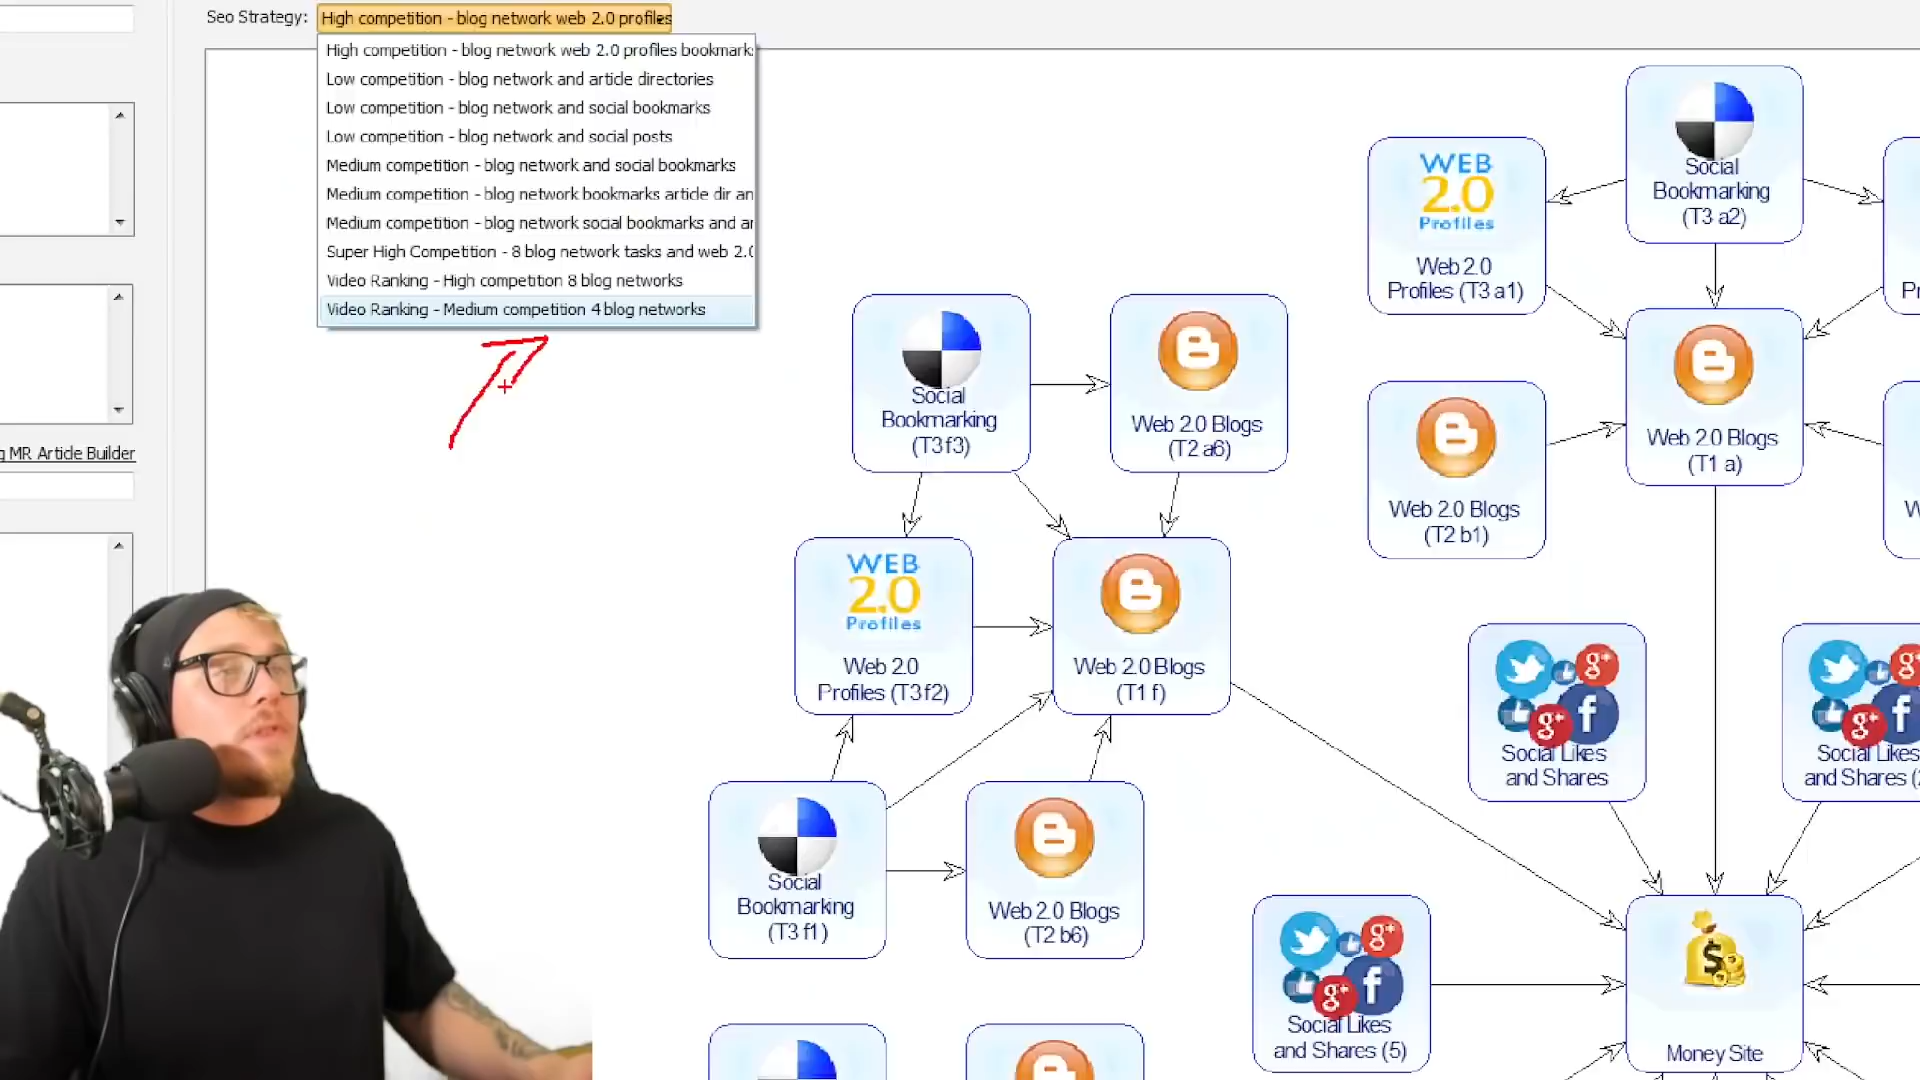 Seo Strategy:
High competition - blog network web 2.0 profiles
High competition - blog network web 2.0 profiles bookmark
Low competition - blog network and article directories
Low competition - blog network and social bookmarks
Low competition - blog network and social posts
Medium competition - blog network and social bookmarks
Medium competition - blog network bookmarks article dir an
Medium competition - blog network social bookmarks and ar
Super High Competition - 8 blog network tasks and web 2.0
Video Ranking - High competition 8 blog networks
Video Ranking - Medium competition 4 blog networks
g MR Article Builder
Social
Bookmarking
(T3 a2)
WEB
2.0
Profiles
Web 2.0
Profiles (T3 a1)
Pr
Social
Bookmarking
(T3 f3)
Web 2.0 Blogs
(T2 a6)
Web 2.0 Blogs
(T1 a)
Web 2.0 Blogs
(T2 b1)
W
WEB
2.0
Profiles
Web 2.0
Profiles (T3 f2)
Web 2.0 Blogs
(T1 f)
g+
f
g+
Social Likes
and Shares
g+
f
g+
Social Likes
and Shares (2
Social
Bookmarking
(T3 f1)
Web 2.0 Blogs
(T2 b6)
g+
f
g+
Social Likes
and Shares (5)
$
Money Site